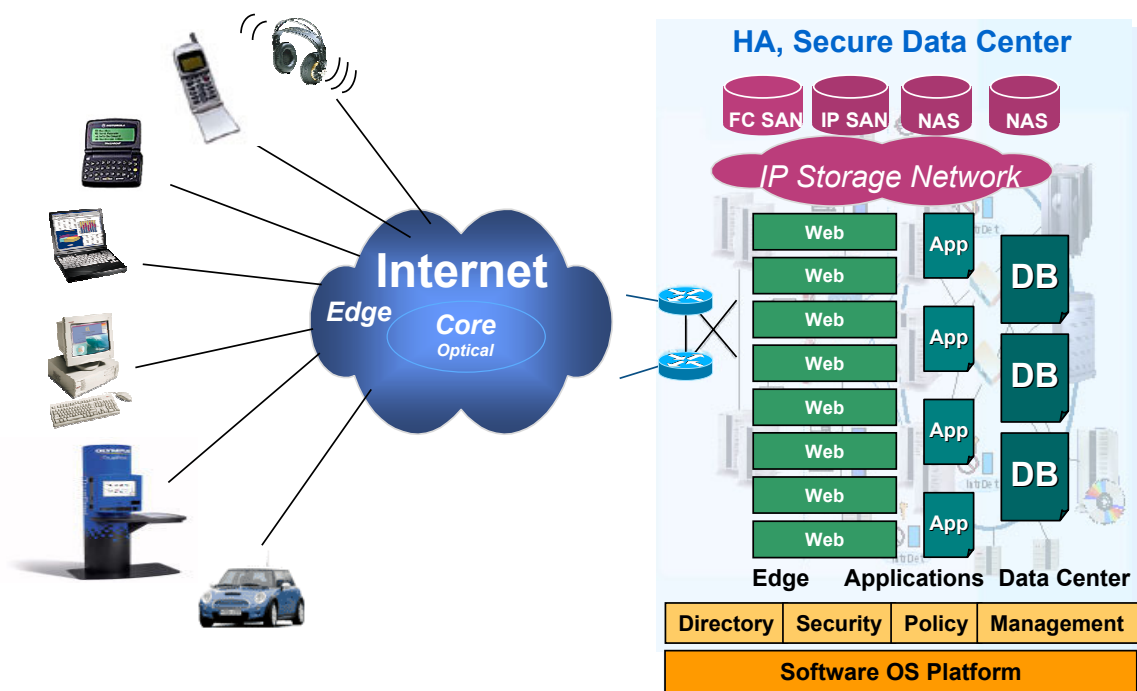 HA, Secure Data Center
FC SAN
IP SAN
NAS
NAS
IP Storage Network
Internet
Edge
Core
Optical
Web
Web
Web
Web
Web
Web
Web
Web
App
App
App
App
DB
DB
DB
IntrDet
Edge
Applications
Data Center
Directory
Security
Policy
Management
Software OS Platform